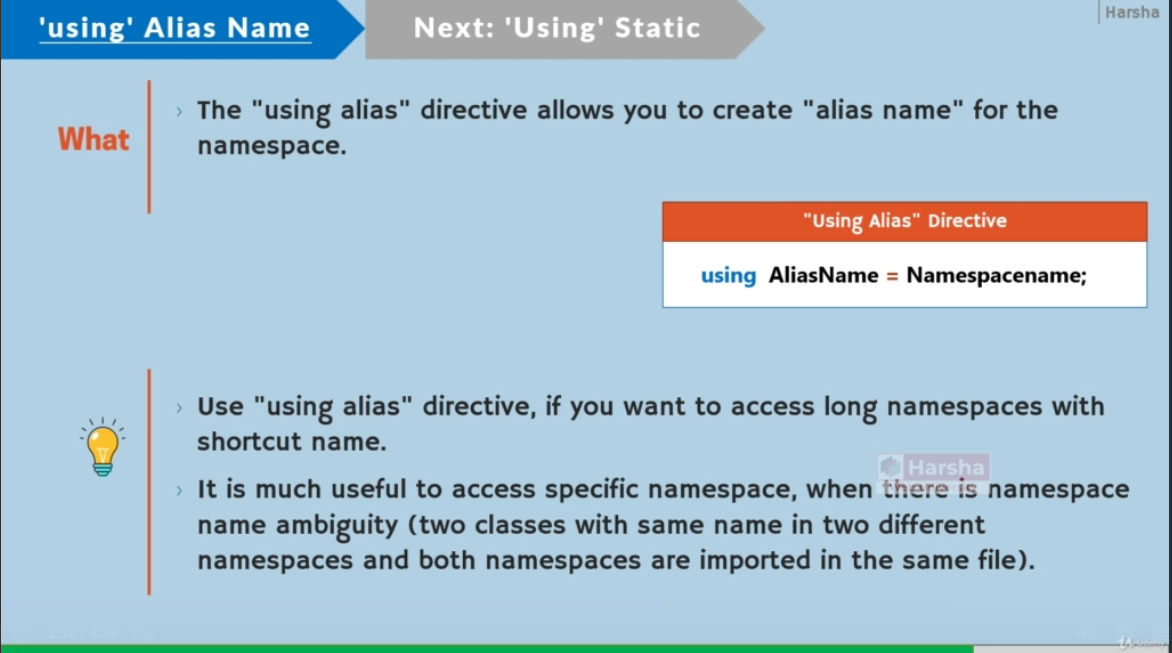 'using' Alias Name
Next: 'Using' Static
Harsha
What
› The "using alias" directive allows you to create "alias name" for the
namespace.
"Using Alias" Directive
using AliasName = Namespacename;
› Use "using alias" directive, if you want to access long namespaces with
shortcut name.
Harsha
› It is much useful to access specific namespace, when there is namespace
name ambiguity (two classes with same name in two different
namespaces and both namespaces are imported in the same file).
Udemy